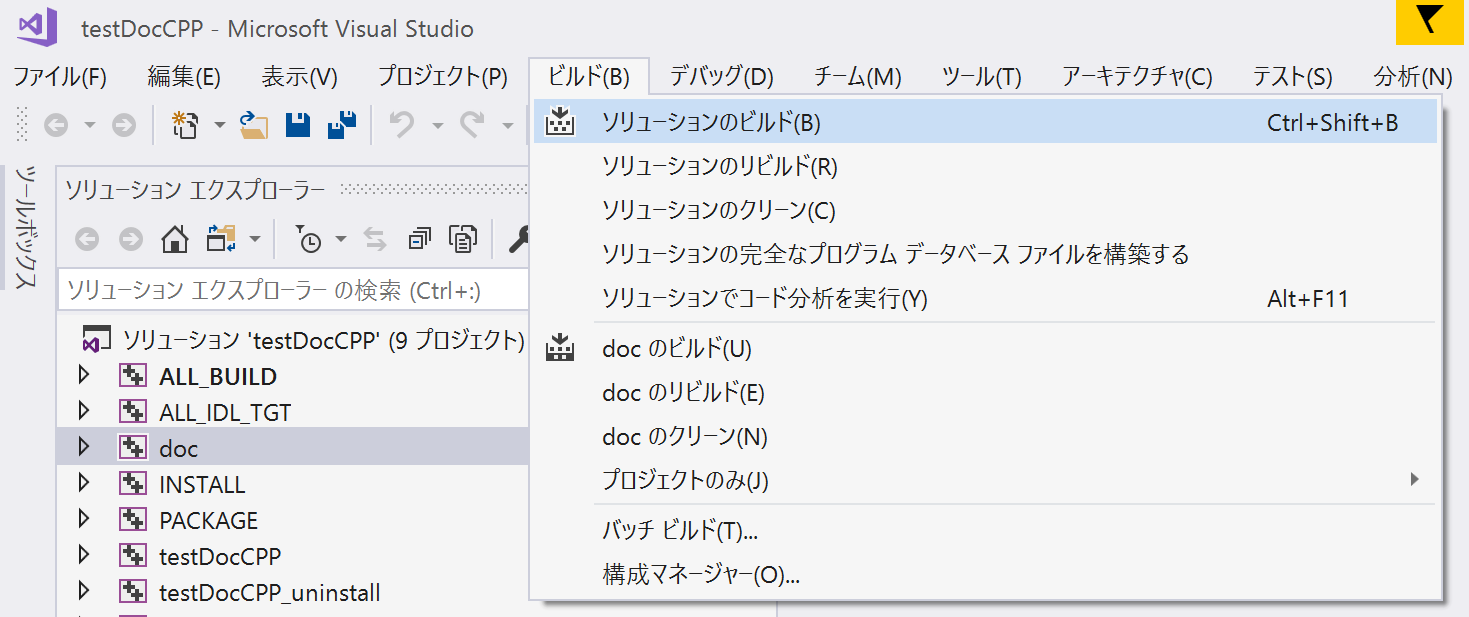 testDocCPP - Microsoft Visual Studio
ファイル(F) 編集(E) 表示(V) プロジェクト(P) ビルド(B) デバッグ(D) チーム(M) ツール(T) アーキテクチャ(C) テスト(S) 分析(N)
ソリューションのビルド(B) Ctrl+Shift+B
ソリューションのリビルド(R)
ソリューションのクリーン(C)
ソリューションの完全なプログラム データベース ファイルを構築する
ソリューションでコード分析を実行(Y) Alt+F11
doc のビルド(U)
doc のリビルド(E)
doc のクリーン(N)
プロジェクトのみ(J)
バッチ ビルド(T)...
構成マネージャー(O)...
ツールボックス
ソリューション エクスプローラー
ソリューション エクスプローラー の検索 (Ctrl+:)
ソリューション 'testDocCPP' (9 プロジェクト)
ALL_BUILD
ALL_IDL_TGT
doc
INSTALL
PACKAGE
testDocCPP
testDocCPP_uninstall